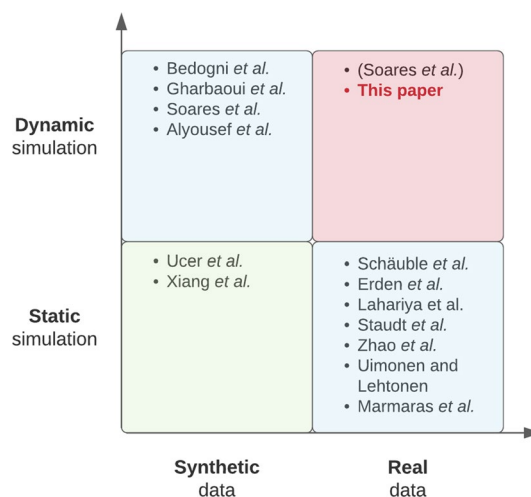 • Bedogni et al.
• Gharbaoui et al.
• Soares et al.
• Alyousef et al.
• (Soares et al.)
• This paper
Dynamic
simulation
• Ucer et al.
• Xiang et al.
• Schäuble et al.
• Erden et al.
• Lahariya et al.
• Staudt et al.
• Zhao et al.
• Uimonen and
Lehtonen
• Marmaras et al.
Static
simulation
Synthetic
data
Real
data